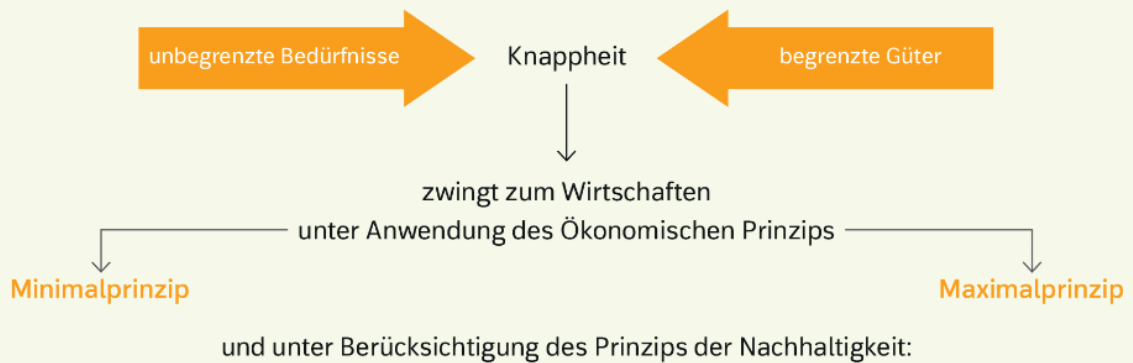 unbegrenzte Bedürfnisse
Knappheit
begrenzte Güter
zwingt zum Wirtschaften
unter Anwendung des Ökonomischen Prinzips
Minimalprinzip
Maximalprinzip
und unter Berücksichtigung des Prinzips der Nachhaltigkeit: